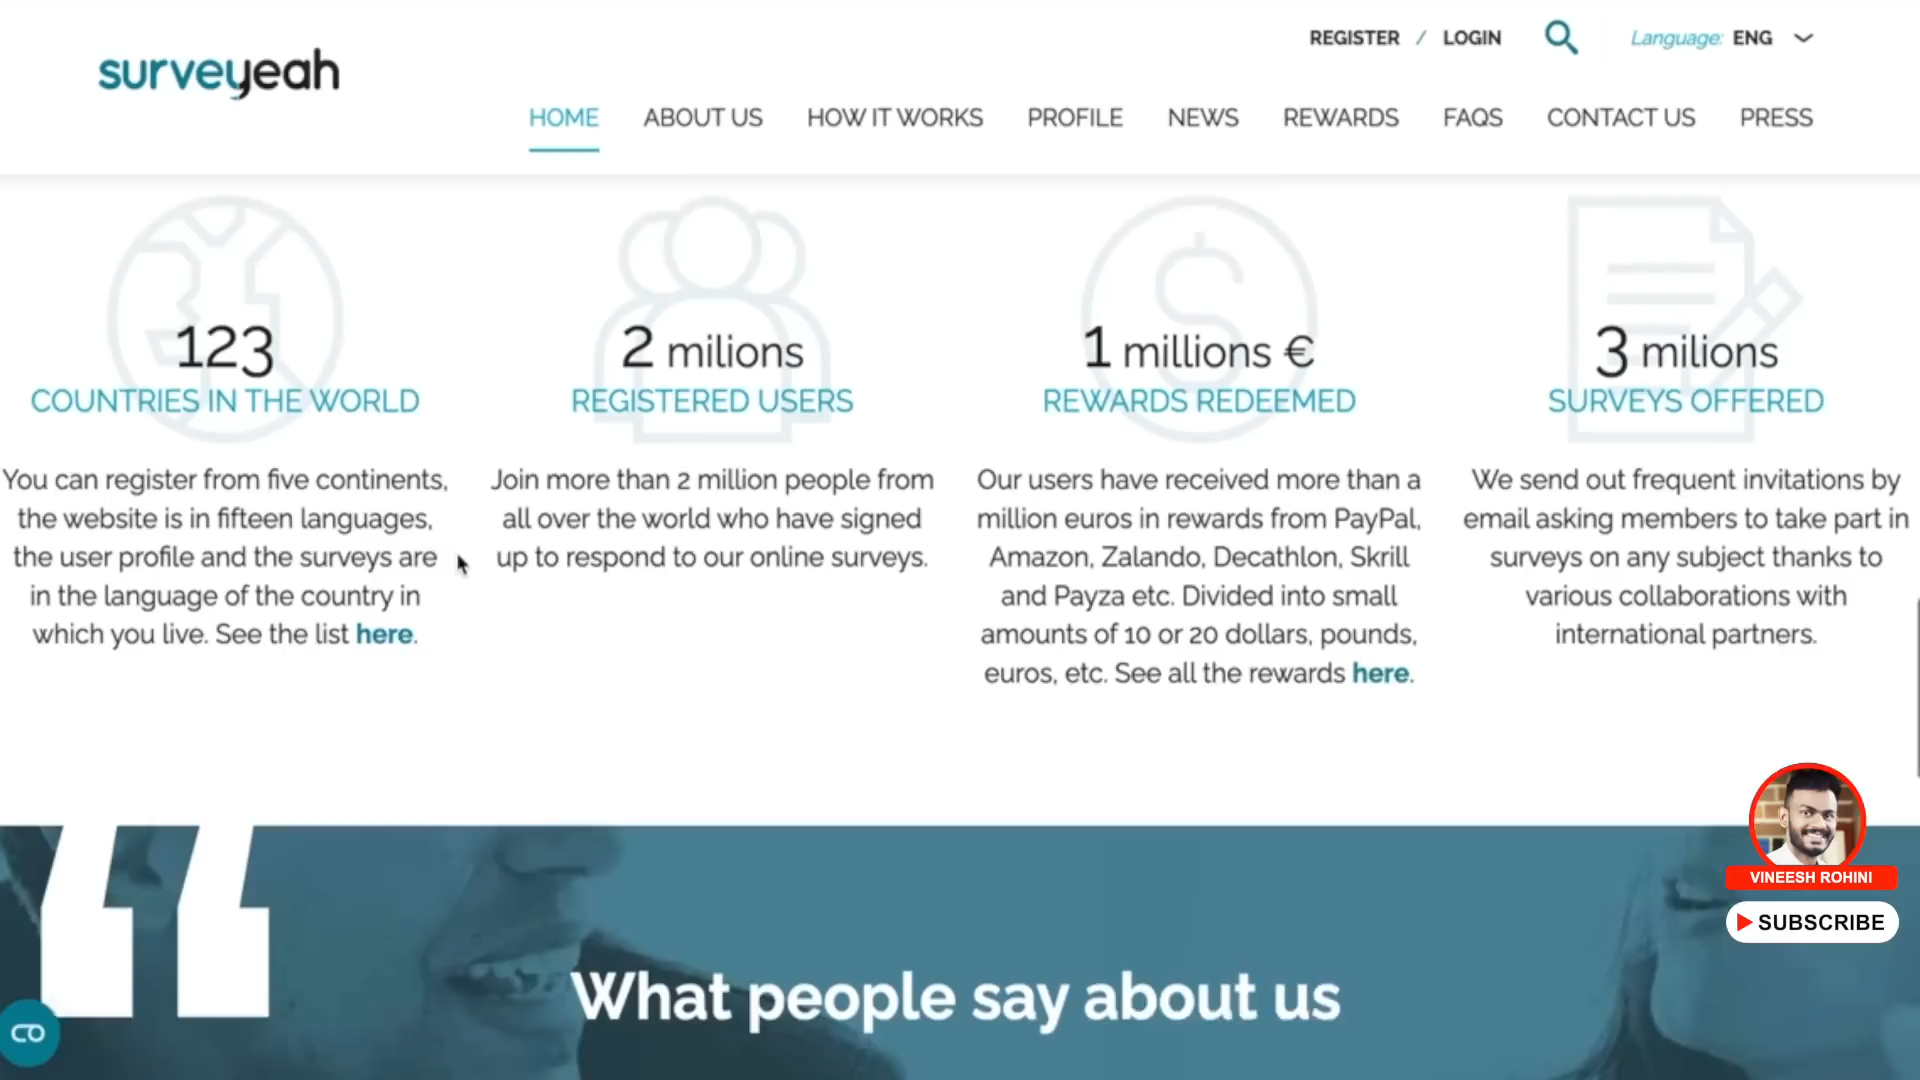 REGISTER / LOGIN
Language: ENG
surveyeah
HOME ABOUT US HOW IT WORKS PROFILE NEWS REWARDS FAQS CONTACT US PRESS
123
COUNTRIES IN THE WORLD
You can register from five continents,
the website is in fifteen languages,
the user profile and the surveys are
in the language of the country in
which you live. See the list here.
2 milions
REGISTERED USERS
Join more than 2 million people from
all over the world who have signed
up to respond to our online surveys.
1 millions €
REWARDS REDEEMED
Our users have received more than a
million euros in rewards from PayPal,
Amazon, Zalando, Decathlon, Skrill
and Payza etc. Divided into small
amounts of 10 or 20 dollars, pounds,
euros, etc. See all the rewards here.
3 milions
SURVEYS OFFERED
We send out frequent invitations by
email asking members to take part in
surveys on any subject thanks to
various collaborations with
international partners.
VINEESH ROHINI
SUBSCRIBE
What people say about us